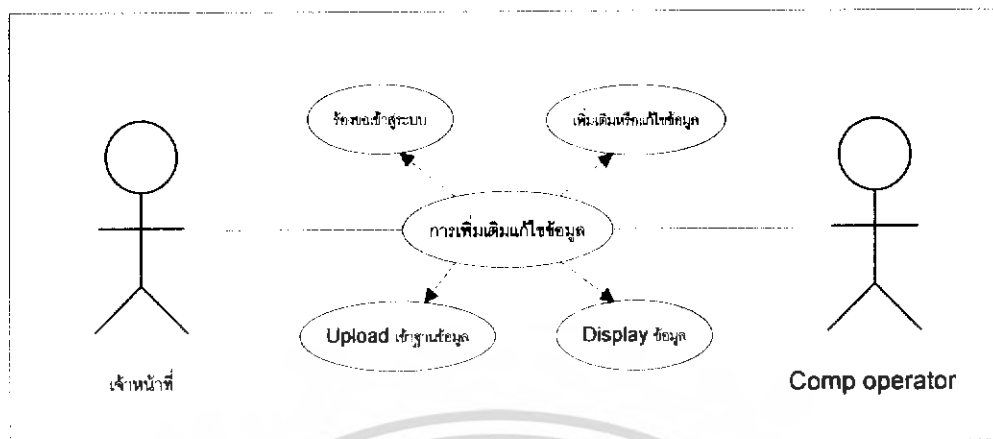 ร้องขอเข้าสู่ระบบ
เพิ่มเติมหรือแก้ไขข้อมูล
การเพิ่มเติมแก้ไขข้อมูล
Upload เข้าฐานข้อมูล
Display ข้อมูล
เจ้าหน้าที่
Comp operator